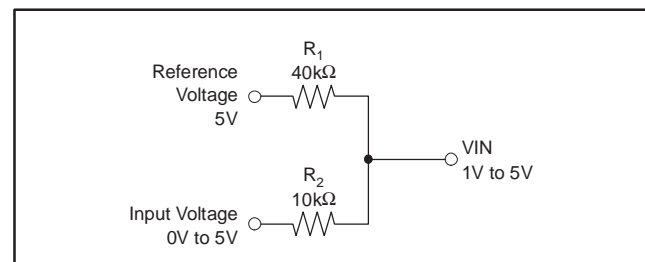 R1
40kΩ
Reference
Voltage
5V
VIN
1V to 5V
R2
10kΩ
Input Voltage
0V to 5V